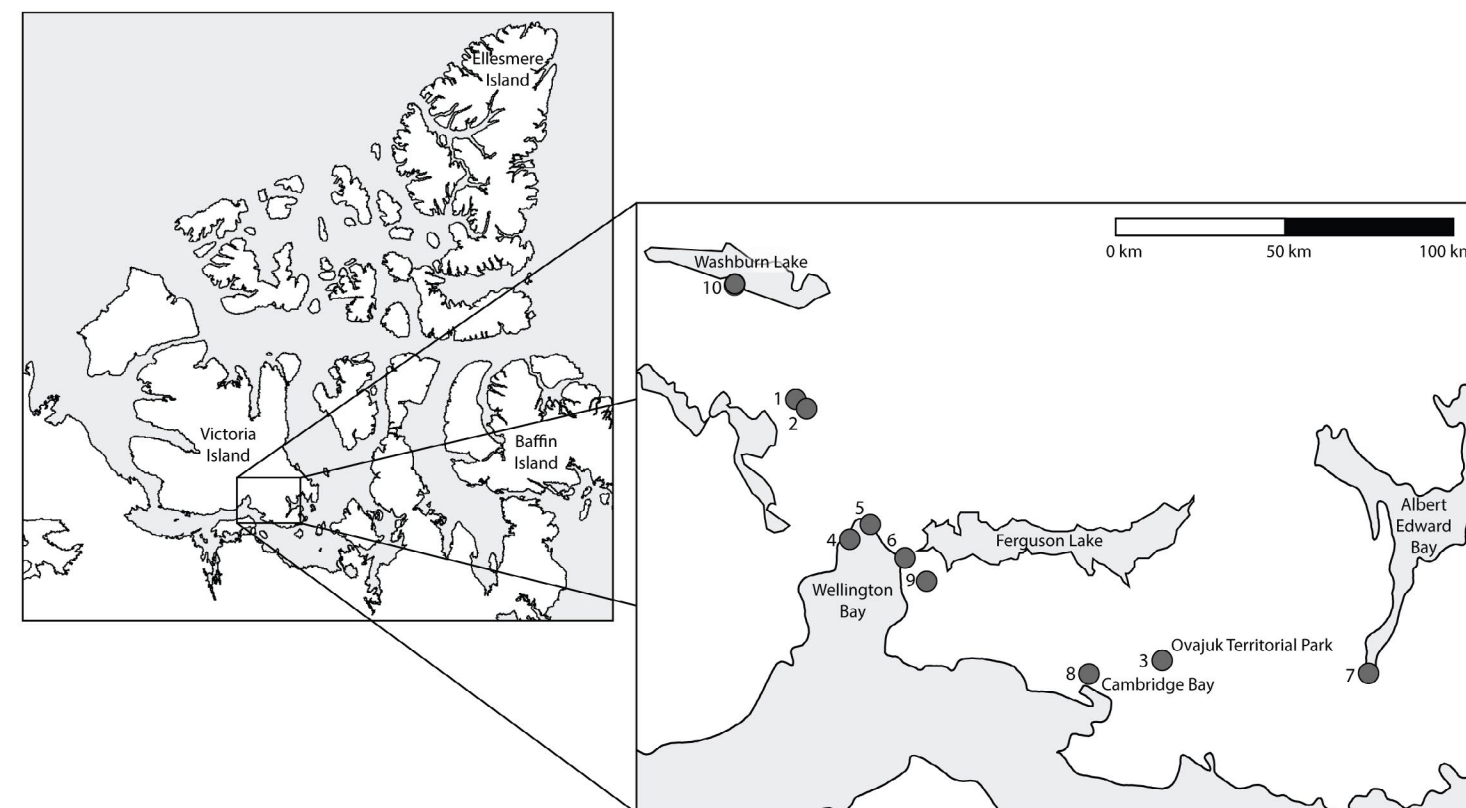 Ellesmere
Island
Victoria
Island
Baffin
Island
0 km
50 km
100 km
Washburn Lake
10
1
2
5
4
6
9
Ferguson Lake
Albert
Edward
Bay
Wellington
Bay
Ovajuk Territorial Park
3
8
Cambridge Bay
7